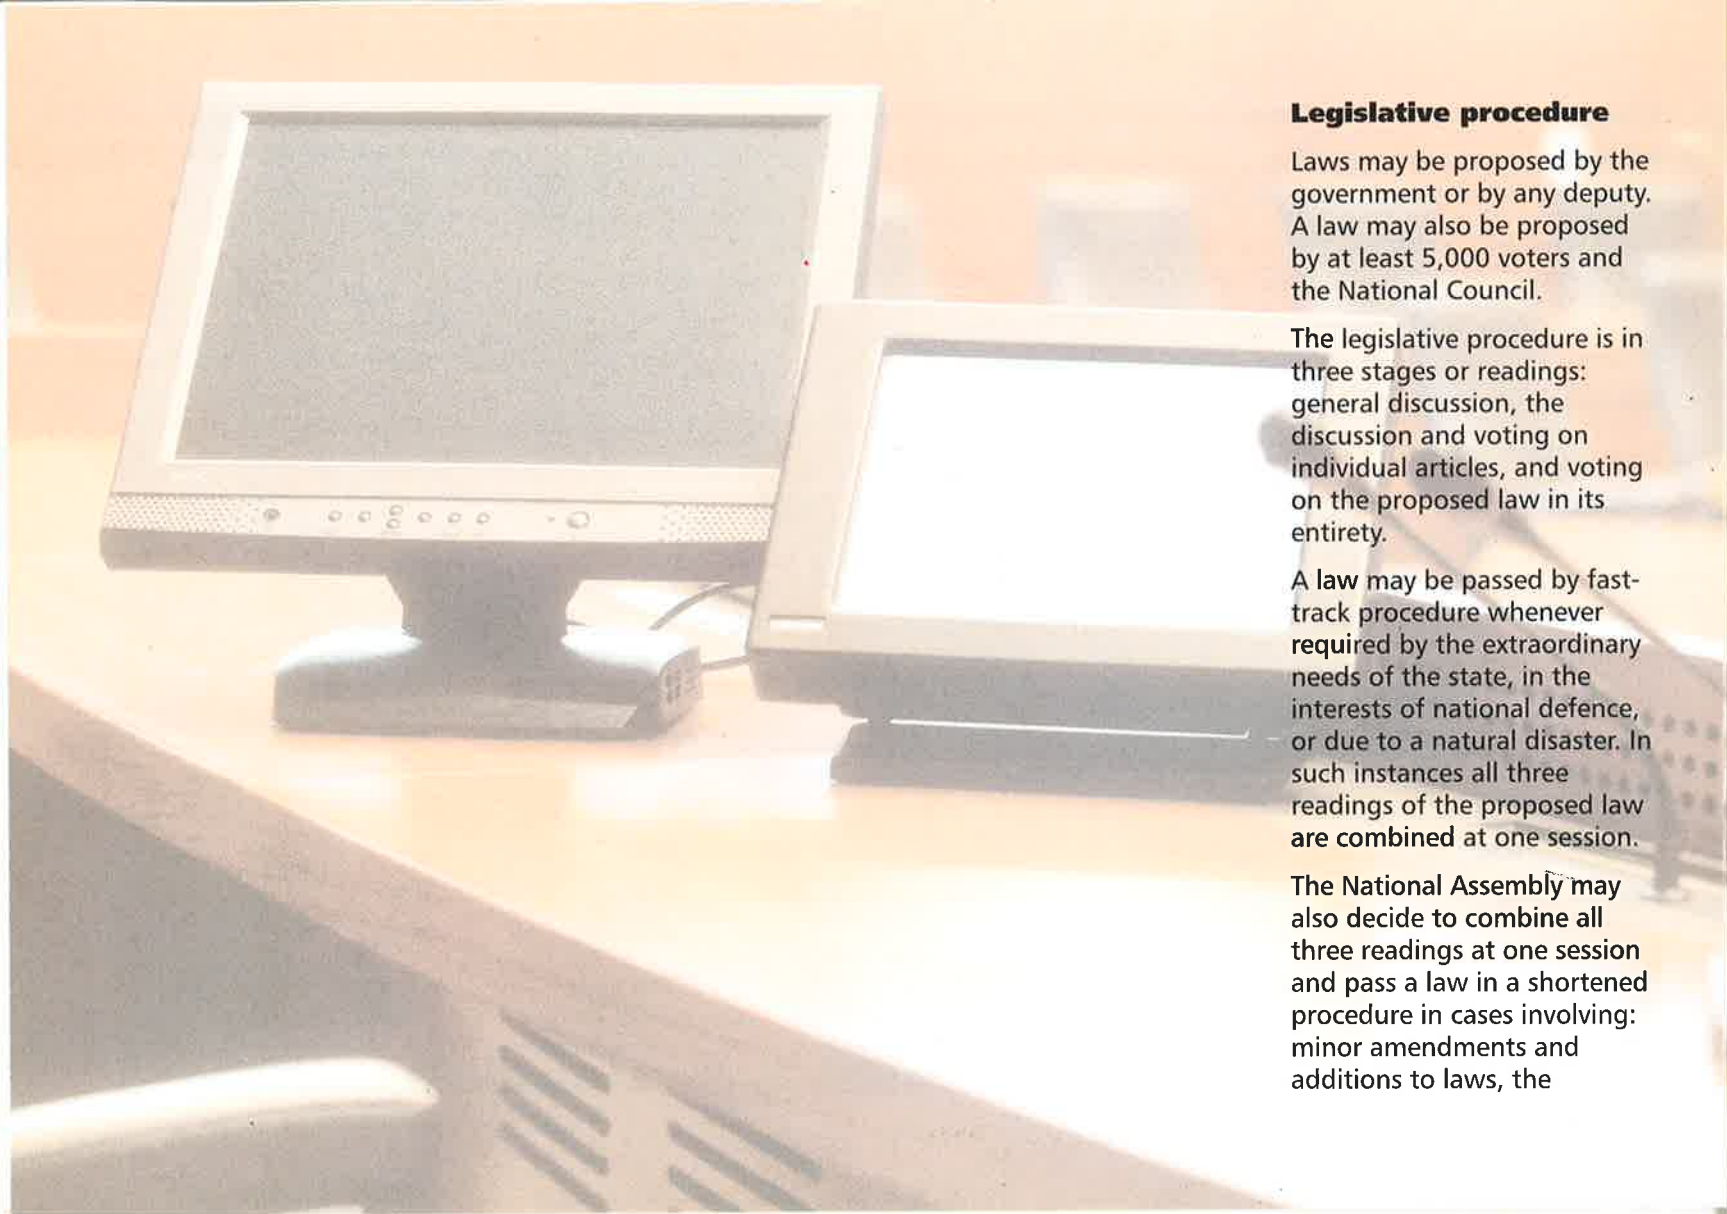 Legislative procedure
Laws may be proposed by the
government or by any deputy.
A law may also be proposed
by at least 5,000 voters and
the National Council.
The legislative procedure is in
three stages or readings:
general discussion, the
discussion and voting on
individual articles, and voting
on the proposed law in its
entirety.
A law may be passed by fast-
track procedure whenever
required by the extraordinary
needs of the state, in the
interests of national defence,
or due to a natural disaster. In
such instances all three
readings of the proposed law
are combined at one session.
The National Assembly may
also decide to combine all
three readings at one session
and pass a law in a shortened
procedure in cases involving:
minor amendments and
additions to laws, the